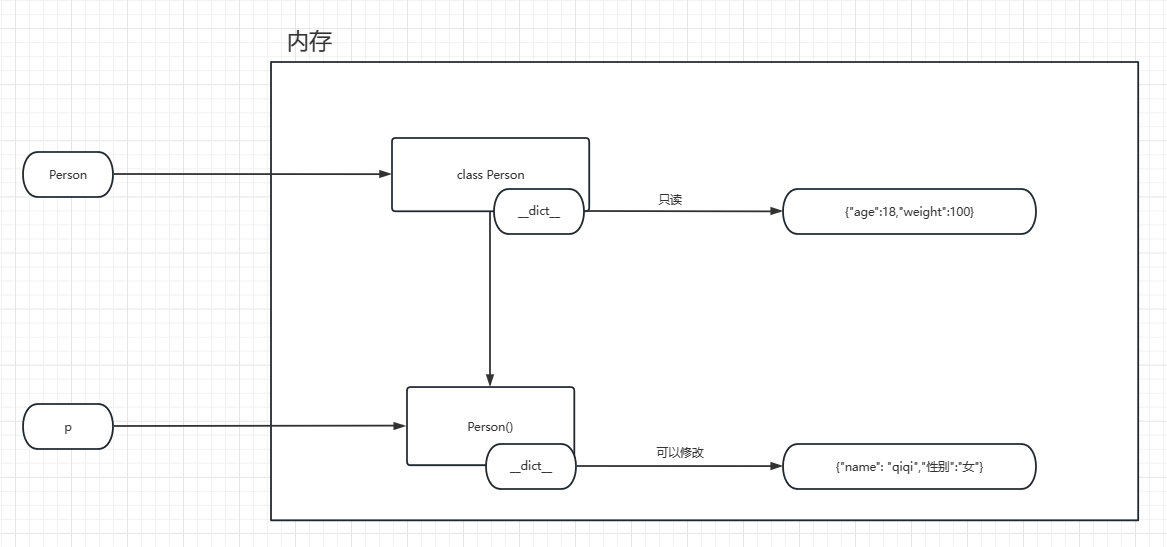 内存
Person
class Person
__dict__
只读
{"age":18,"weight":100}
p
Person()
__dict__
可以修改
{"name": "qiqi","性别":"女"}